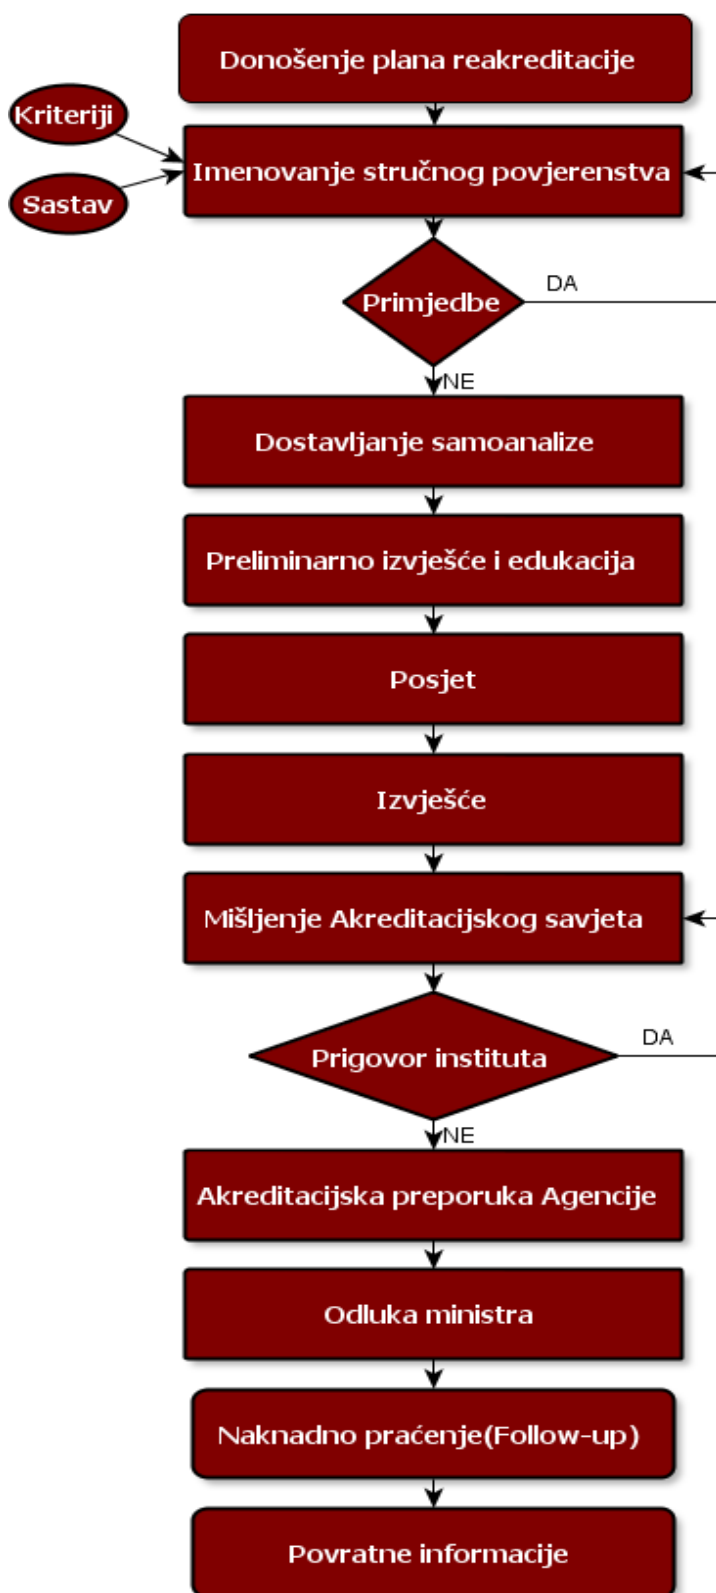 Donošenje plana reakreditacije
Kriteriji
Imenovanje stručnog povjerenstva
Sastav
DA
Primjedbe
NE
Dostavljanje samoanalize
Preliminarno izvješće i edukacija
Posjet
Izvješće
Mišljenje Akreditacijskog savjeta
DA
Prigovor instituta
NE
Akreditacijska preporuka Agencije
Odluka ministra
Naknadno praćenje(Follow-up)
Povratne informacije